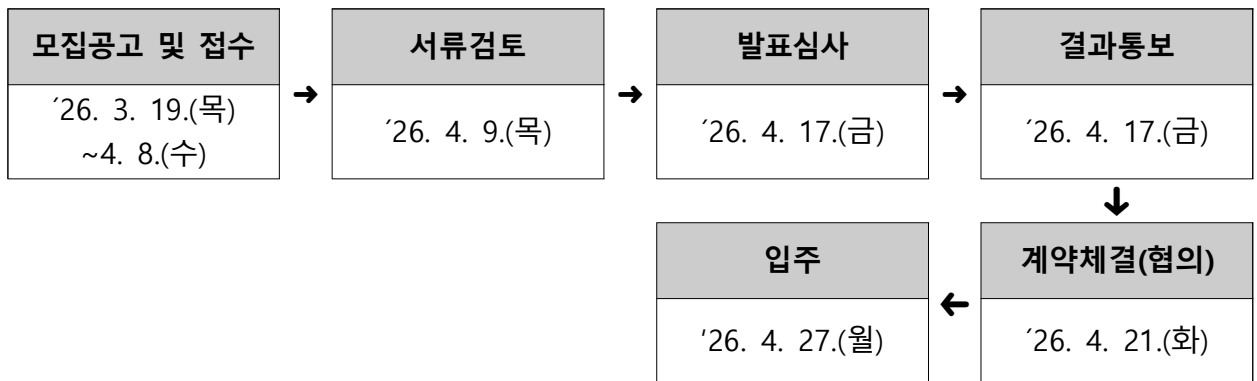 모집공고 및 접수
´26. 3. 19.(목)
~4. 8.(수)
➜
서류검토
´26. 4. 9.(목)
➜
발표심사
´26. 4. 17.(금)
➜
결과통보
´26. 4. 17.(금)
🡻
계약체결(협의)
´26. 4. 21.(화)
🡸
입주
'26. 4. 27.(월)